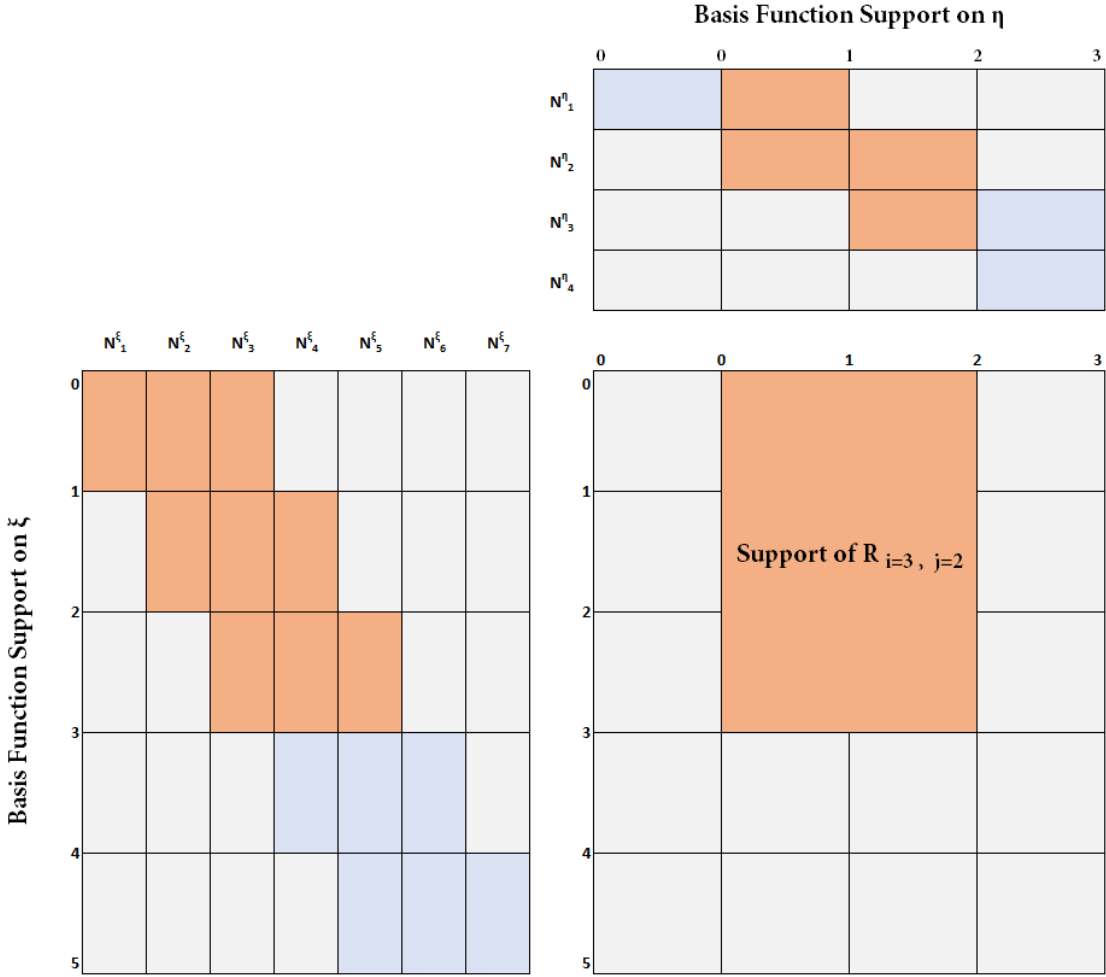 Basis Function Support on η
0 0 1 2 3
N^η_1
N^η_2
N^η_3
N^η_4
N^ξ_1 N^ξ_2 N^ξ_3 N^ξ_4 N^ξ_5 N^ξ_6 N^ξ_7
Basis Function Support on ξ
0
1
2
3
4
5
0 0 1 2 3
0
1
2
3
4
5
Support of R i=3 , j=2